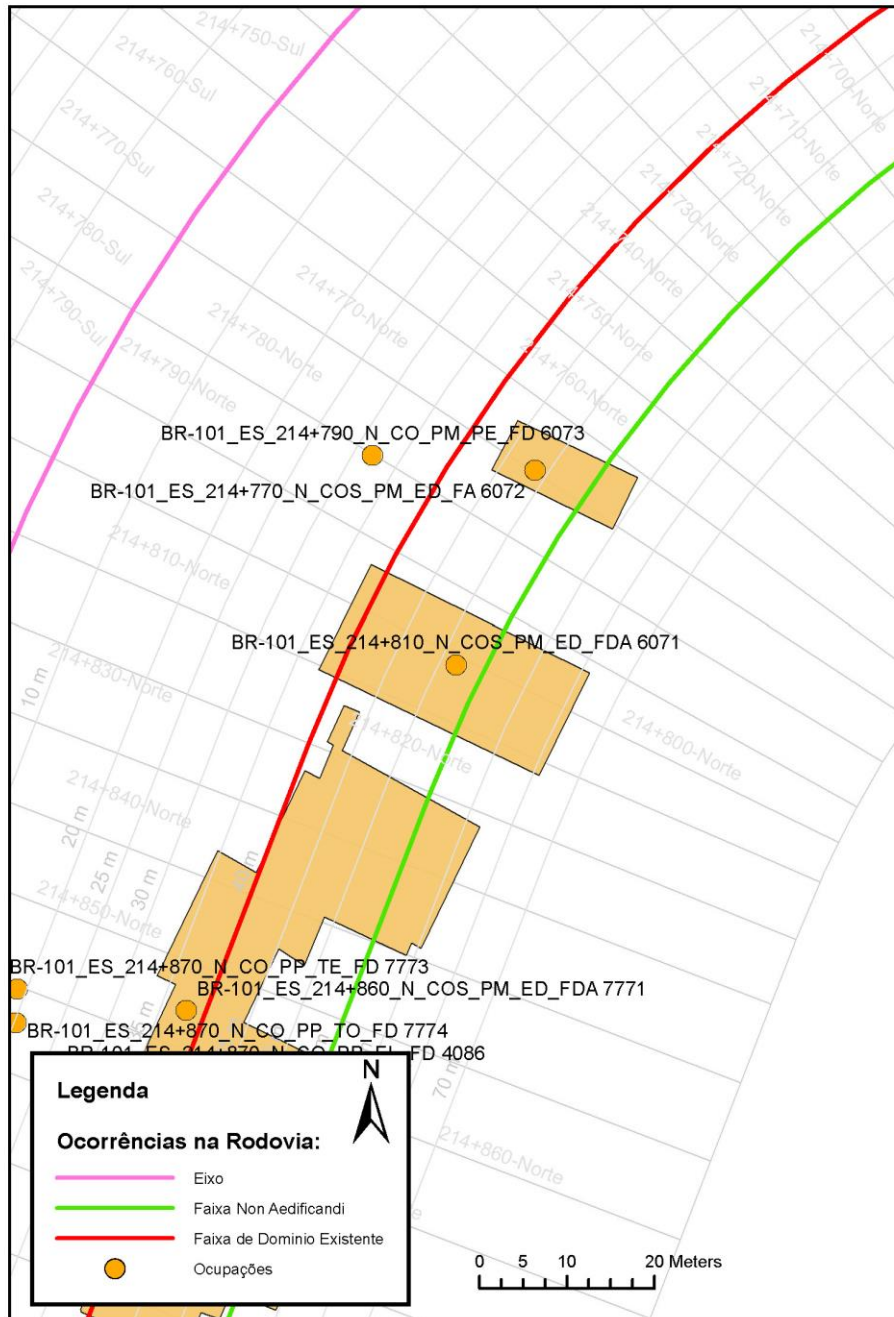 214+750-Sul
214+760-Sul
214+770-Sul
214+780-Sul
214+790-Sul
214+700-Norte
214+710-Norte
214+720-Norte
214+730-Norte
214+740-Norte
214+750-Norte
214+760-Norte
214+770-Norte
214+780-Norte
214+790-Norte
BR-101_ES_214+790_N_CO_PM_PE_FD 6073
BR-101_ES_214+770_N_COS_PM_ED_FA 6072
214+810-Norte
BR-101_ES_214+810_N_COS_PM_ED_FDA 6071
214+830-Norte
10 m
214+800-Norte
214+820-Norte
214+840-Norte
20 m
25 m
30 m
214+850-Norte
BR-101_ES_214+870_N_CO_PP_TE_FD 7773
BR-101_ES_214+860_N_COS_PM_ED_FDA 7771
BR-101_ES_214+870_N_CO_PP_TO_FD 7774
FD 4086
70 m
214+860-Norte
N
Legenda
Ocorrências na Rodovia:
Eixo
Faixa Non Aedificandi
Faixa de Dominio Existente
Ocupações
0 5 10 20 Meters